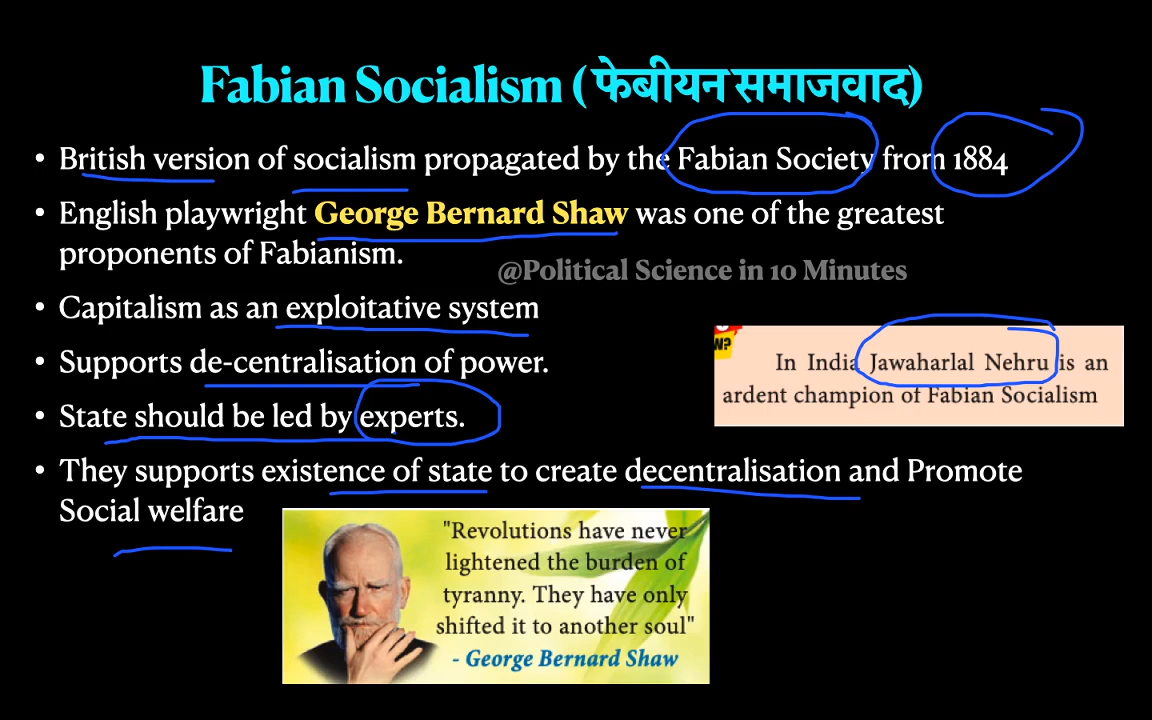 Fabian Socialism ( फेबीयन समाजवाद)
• British version of socialism propagated by the Fabian Society from 1884
• English playwright George Bernard Shaw was one of the greatest
proponents of Fabianism.
@Political Science in 10 Minutes
• Capitalism as an exploitative system
• Supports de-centralisation of power.
• State should be led by experts.
W?
In India Jawaharlal Nehru is an
ardent champion of Fabian Socialism
• They supports existence of state to create decentralisation and Promote
Social welfare
"Revolutions have never
lightened the burden of
tyranny. They have only
shifted it to another soul"
- George Bernard Shaw